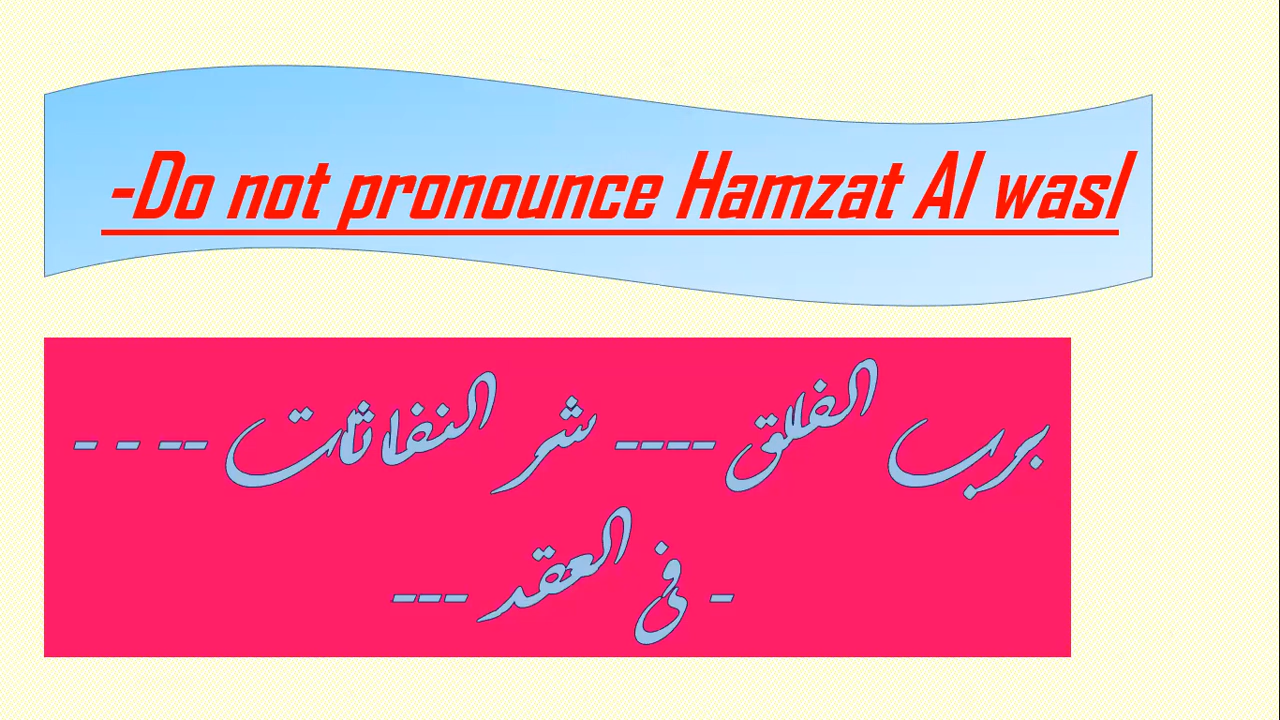 -Do not pronounce Hamzat Al wasl
برب الفلق ---- شر النفاثات -- - -
- فى العقد ---